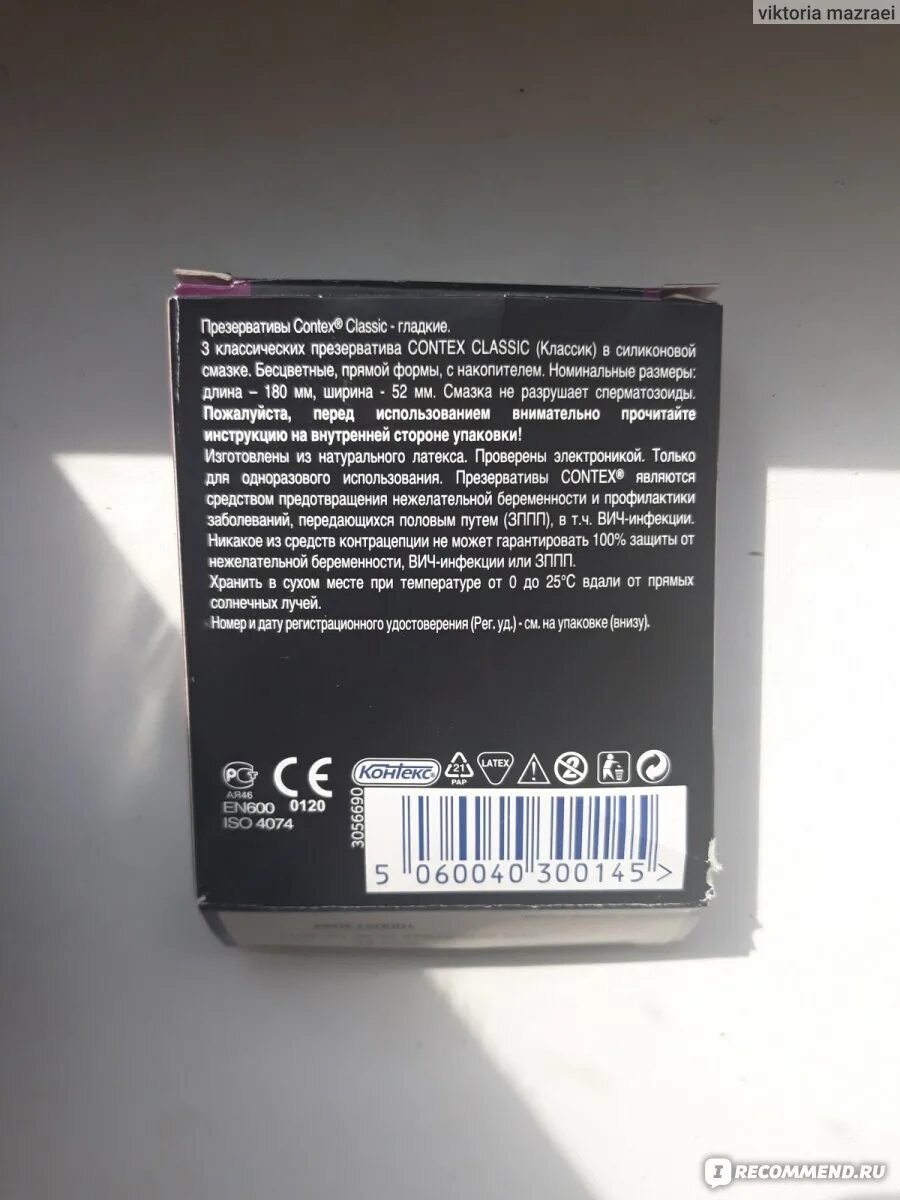 viktoria mazraei
Презервативы Contex® Classic - гладкие.
3 классических презерватива CONTEX CLASSIC (Классик) в силиконовой
смазке. Бесцветные, прямой формы, с накопителем. Номинальные размеры:
длина – 180 мм, ширина - 52 мм. Смазка не разрушает сперматозоиды.
Пожалуйста, перед использованием внимательно прочитайте
инструкцию на внутренней стороне упаковки!
Изготовлены из натурального латекса. Проверены электроникой. Только
для одноразового использования. Презервативы CONTEX® являются
средством предотвращения нежелательной беременности и профилактики
заболеваний, передающихся половым путем (ЗППП), в т.ч. ВИЧ-инфекции.
Никакое из средств контрацепции не может гарантировать 100% защиты от
нежелательной беременности, ВИЧ-инфекции или ЗППП.
Хранить в сухом месте при температуре от 0 до 25°С вдали от прямых
солнечных лучей.
Номер и дату регистрационного удостоверения (Рег. уд.) - см. на упаковке (внизу).
РСТ
АЯ46
CE
0120
EN600
ISO 4074
Контекс®
21
PAP
LATEX
2
3056690
5 060040 300145 >
IRECOMMEND.RU